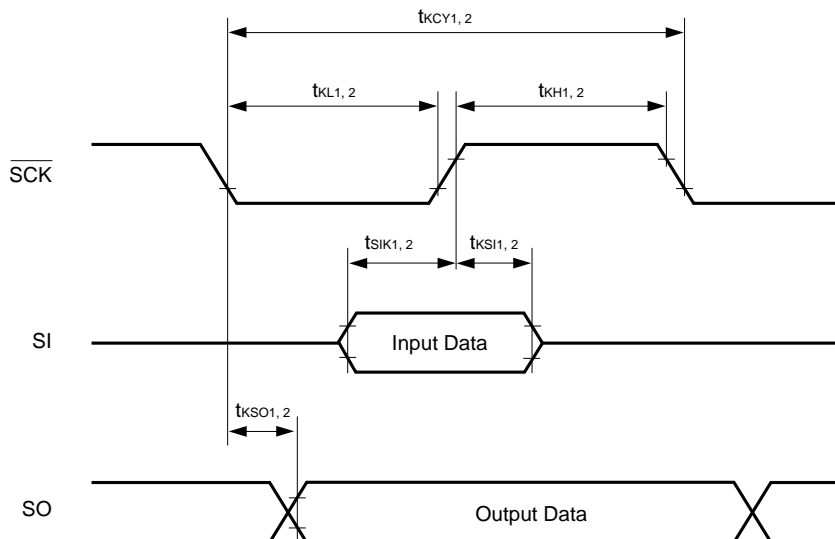 tKCY1, 2
tKL1, 2
tKH1, 2
SCK
tSIK1, 2
tKSI1, 2
SI
Input Data
tKSO1, 2
SO
Output Data